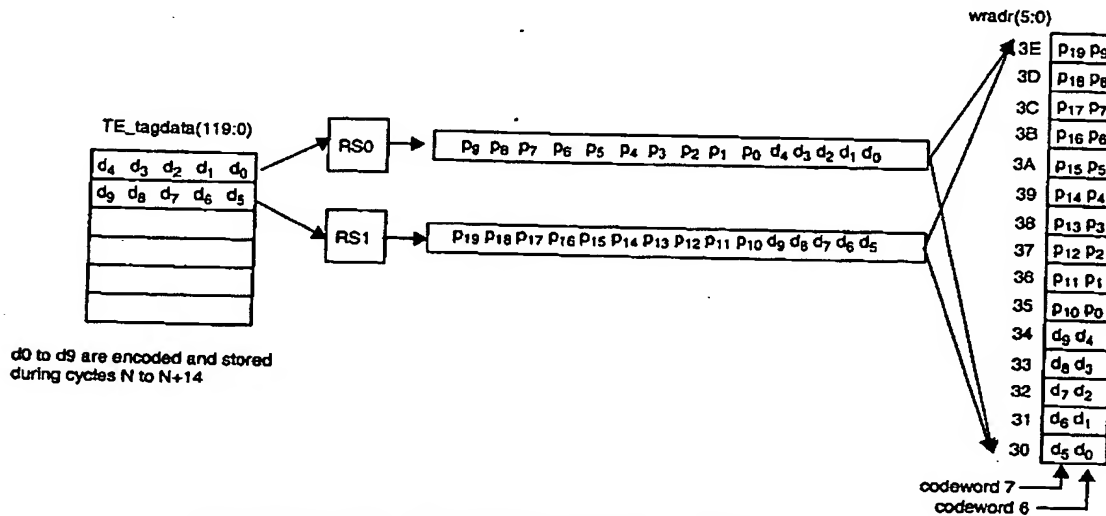 wradr(5:0)
3E p19 p9
3D p18 p8
3C p17 p7
3B p16 p6
3A p15 p5
39 p14 p4
38 p13 p3
37 p12 p2
36 p11 p1
35 p10 p0
34 d9 d4
33 d8 d3
32 d7 d2
31 d6 d1
30 d5 d0
codeword 7
codeword 6
TE_tagdata(119:0)
d4 d3 d2 d1 d0
d9 d8 d7 d6 d5
RS0
p9 p8 p7 p6 p5 p4 p3 p2 p1 p0 d4 d3 d2 d1 d0
RS1
p19 p18 p17 p16 p15 p14 p13 p12 p11 p10 d9 d8 d7 d6 d5
d0 to d9 are encoded and stored
during cycles N to N+14